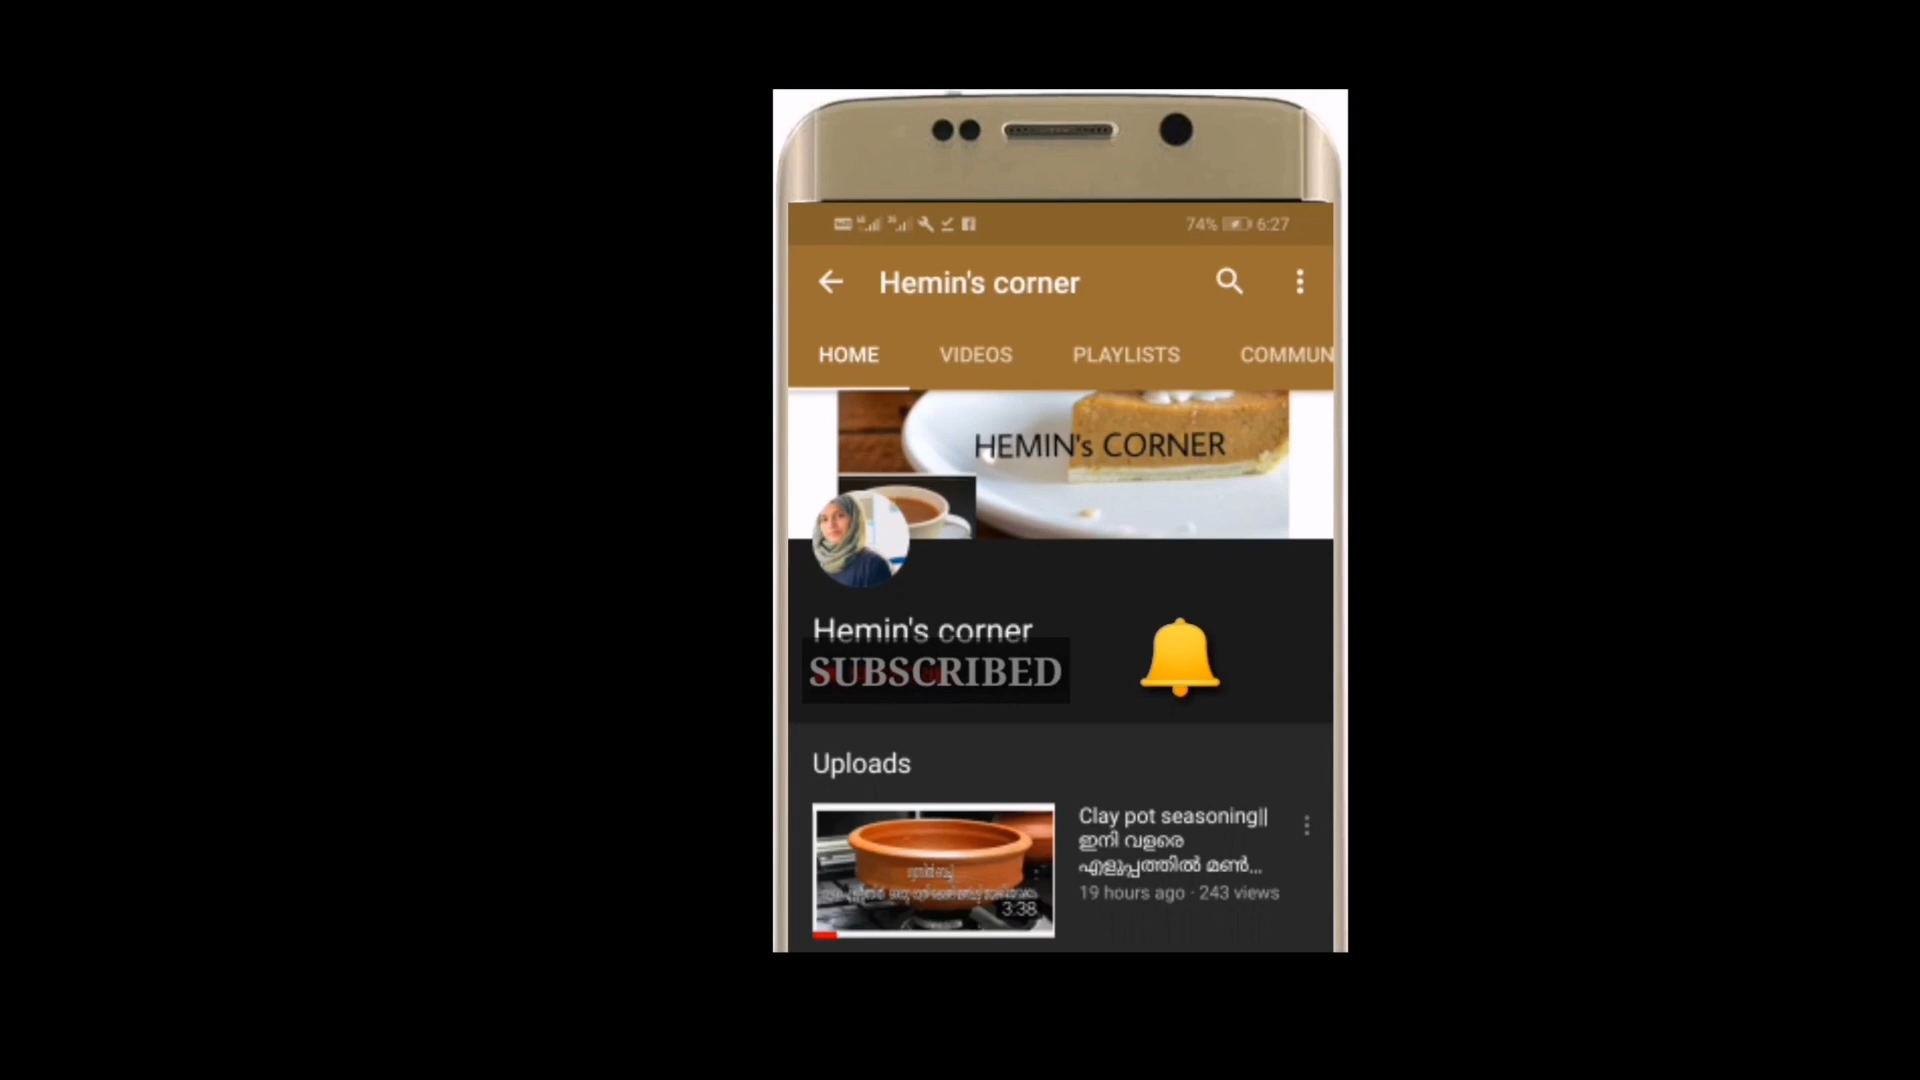 74% 6:27
Hemin's corner
HOME VIDEOS PLAYLISTS COMMUN
HEMIN's CORNER
Hemin's corner
SUBSCRIBED
Uploads
Clay pot seasoning||
ഇനി വളരെ
എളുപ്പത്തിൽ മൺ...
19 hours ago · 243 views
3:38